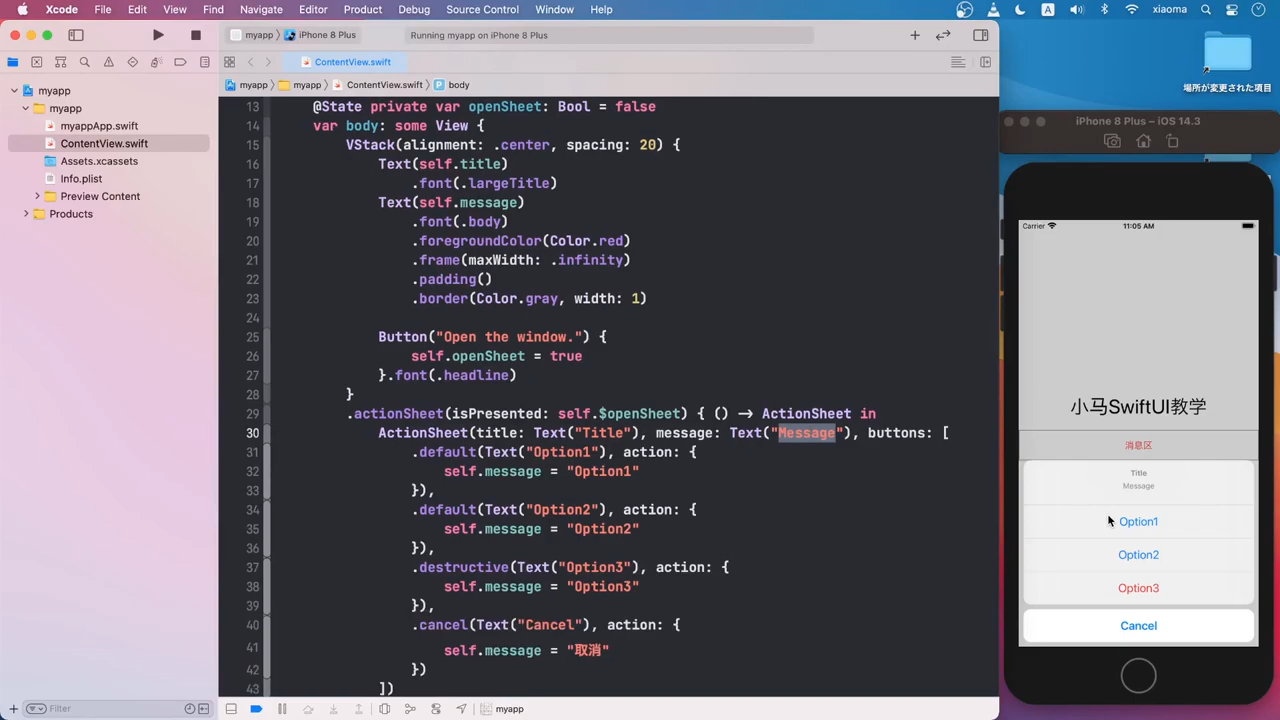 Xcode File Edit View Find Navigate Editor Product Debug Source Control Window Help
A xiaoma
myapp iPhone 8 Plus Running myapp on iPhone 8 Plus
ContentView.swift
myapp myapp ContentView.swift P body
myapp
myapp
myappApp.swift
ContentView.swift
Assets.xcassets
Info.plist
Preview Content
Products
13 @State private var openSheet: Bool = false
14 var body: some View {
15 VStack(alignment: .center, spacing: 20) {
16 Text(self.title)
17 .font(.largeTitle)
18 Text(self.message)
19 .font(.body)
20 .foregroundColor(Color.red)
21 .frame(maxWidth: .infinity)
22 .padding()
23 .border(Color.gray, width: 1)
24
25 Button("Open the window.") {
26 self.openSheet = true
27 }.font(.headline)
28 }
29 .actionSheet(isPresented: self.$openSheet) { () -> ActionSheet in
30 ActionSheet(title: Text("Title"), message: Text("Message"), buttons: [
31 .default(Text("Option1"), action: {
32 self.message = "Option1"
33 }),
34 .default(Text("Option2"), action: {
35 self.message = "Option2"
36 }),
37 .destructive(Text("Option3"), action: {
38 self.message = "Option3"
39 }),
40 .cancel(Text("Cancel"), action: {
41 self.message = "取消"
42 })
43 ])
Filter
myapp
場所が変更された項目
iPhone 8 Plus – iOS 14.3
Carrier 11:05 AM
小马SwiftUI教学
消息区
Title
Message
Option1
Option2
Option3
Cancel